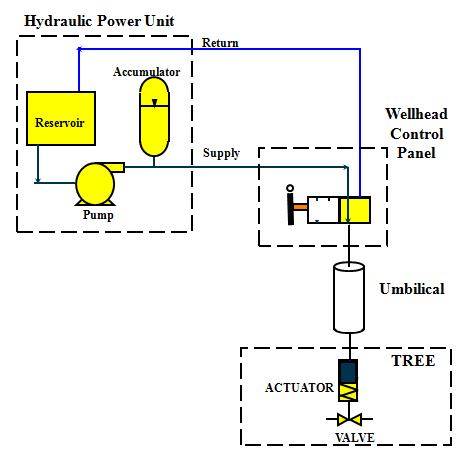 Hydraulic Power Unit
Return
Accumulator
Reservoir
Wellhead
Control
Panel
Supply
Pump
Umbilical
TREE
ACTUATOR
VALVE